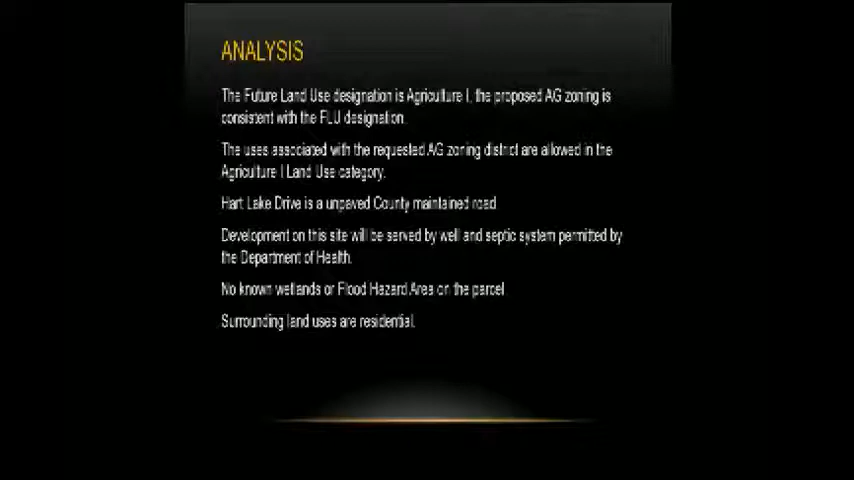 ANALYSIS
The Future Land Use designation is Agriculture I, the proposed AG zoning is
consistent with the FLU designation.
The uses associated with the requested AG zoning district are allowed in the
Agriculture I Land Use category.
Hart Lake Drive is a unpaved County maintained road.
Development on this site will be served by well and septic system permitted by
the Department of Health.
No known wetlands or Flood Hazard Area on the parcel.
Surrounding land uses are residential.